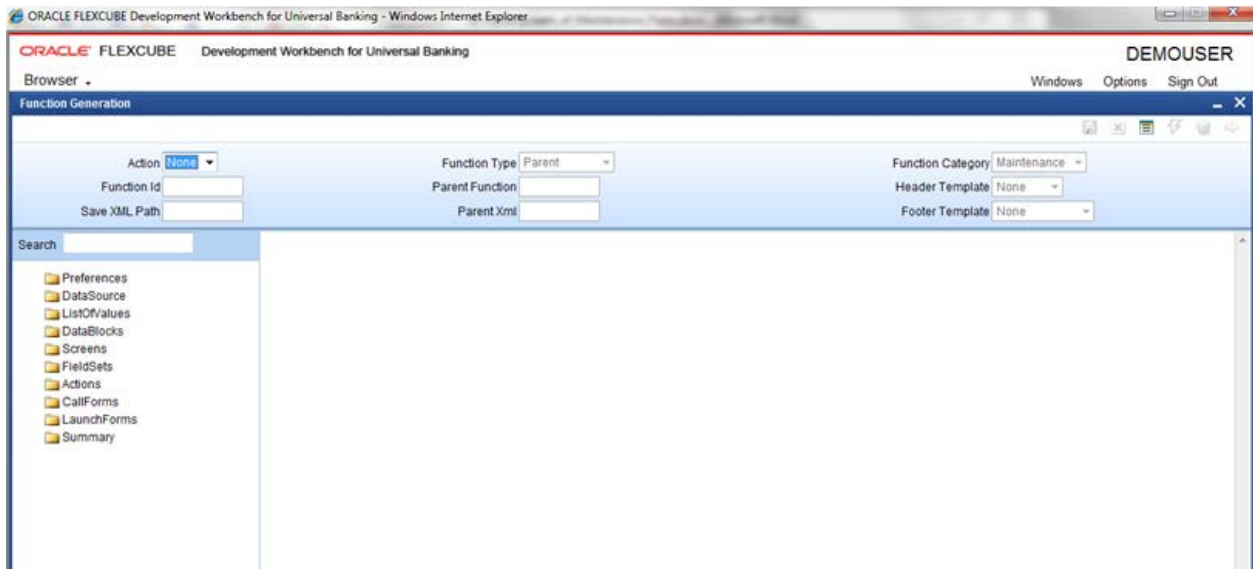 ORACLE FLEXCUBE Development Workbench for Universal Banking - Windows Internet Explorer
ORACLE FLEXCUBE Development Workbench for Universal Banking DEMOUSER
Browser Windows Options Sign Out
Function Generation
Action None Function Type Parent Function Category Maintenance
Function Id Parent Function Header Template None
Save XML Path Parent Xml Footer Template None
Search
Preferences
DataSource
ListOfValues
DataBlocks
Screens
FieldSets
Actions
CallForms
LaunchForms
Summary